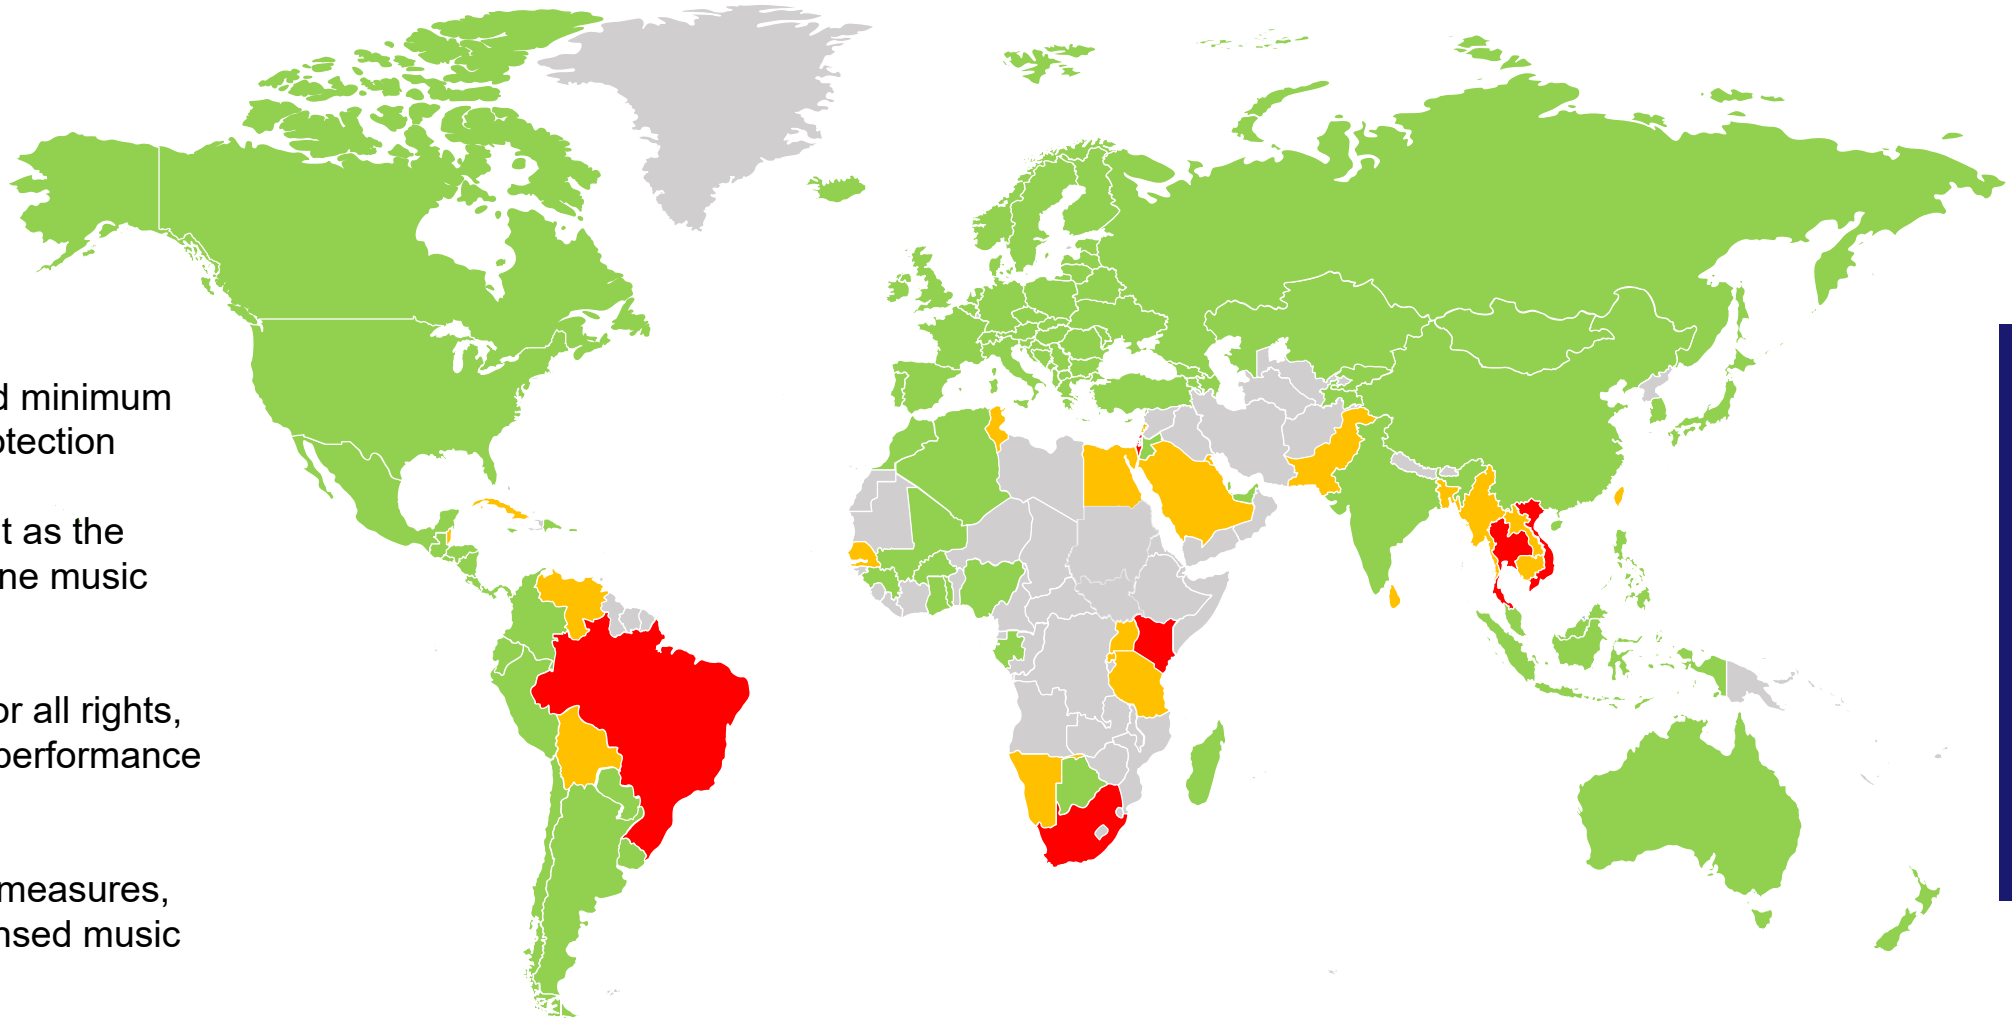 d minimum
otection
t as the
ne music
or all rights,
performance
measures,
nsed music